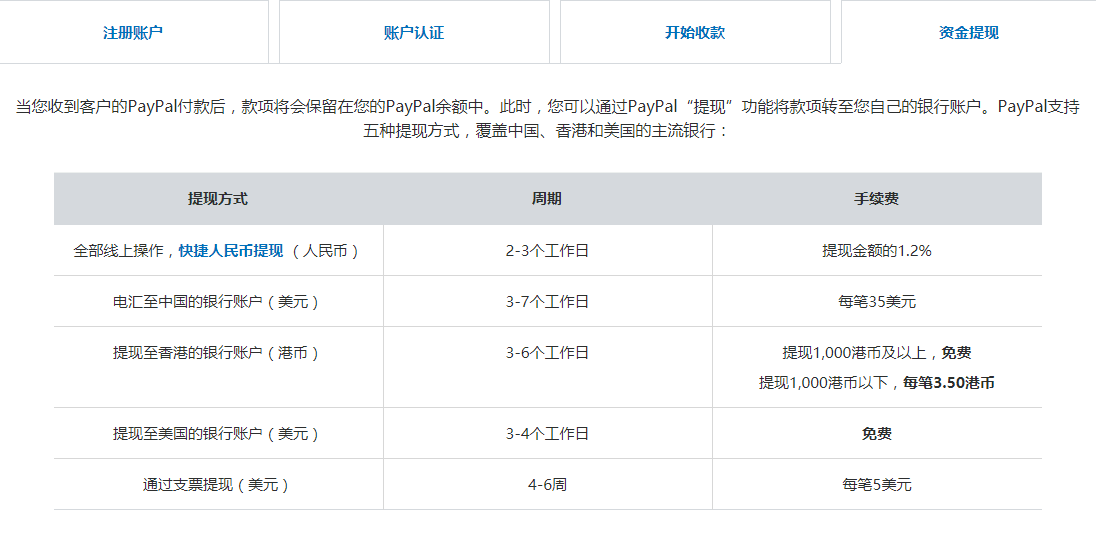 注册账户
账户认证
开始收款
资金提现
当您收到客户的PayPal付款后，款项将会保留在您的PayPal余额中。此时，您可以通过PayPal“提现”功能将款项转至您自己的银行账户。PayPal支持
五种提现方式，覆盖中国、香港和美国的主流银行：
提现方式 周期 手续费
全部线上操作，快捷人民币提现（人民币） 2-3个工作日 提现金额的1.2%
电汇至中国的银行账户（美元） 3-7个工作日 每笔35美元
提现至香港的银行账户（港币） 3-6个工作日 提现1,000港币及以上，免费
提现1,000港币以下，每笔3.50港币
提现至美国的银行账户（美元） 3-4个工作日 免费
通过支票提现（美元） 4-6周 每笔5美元